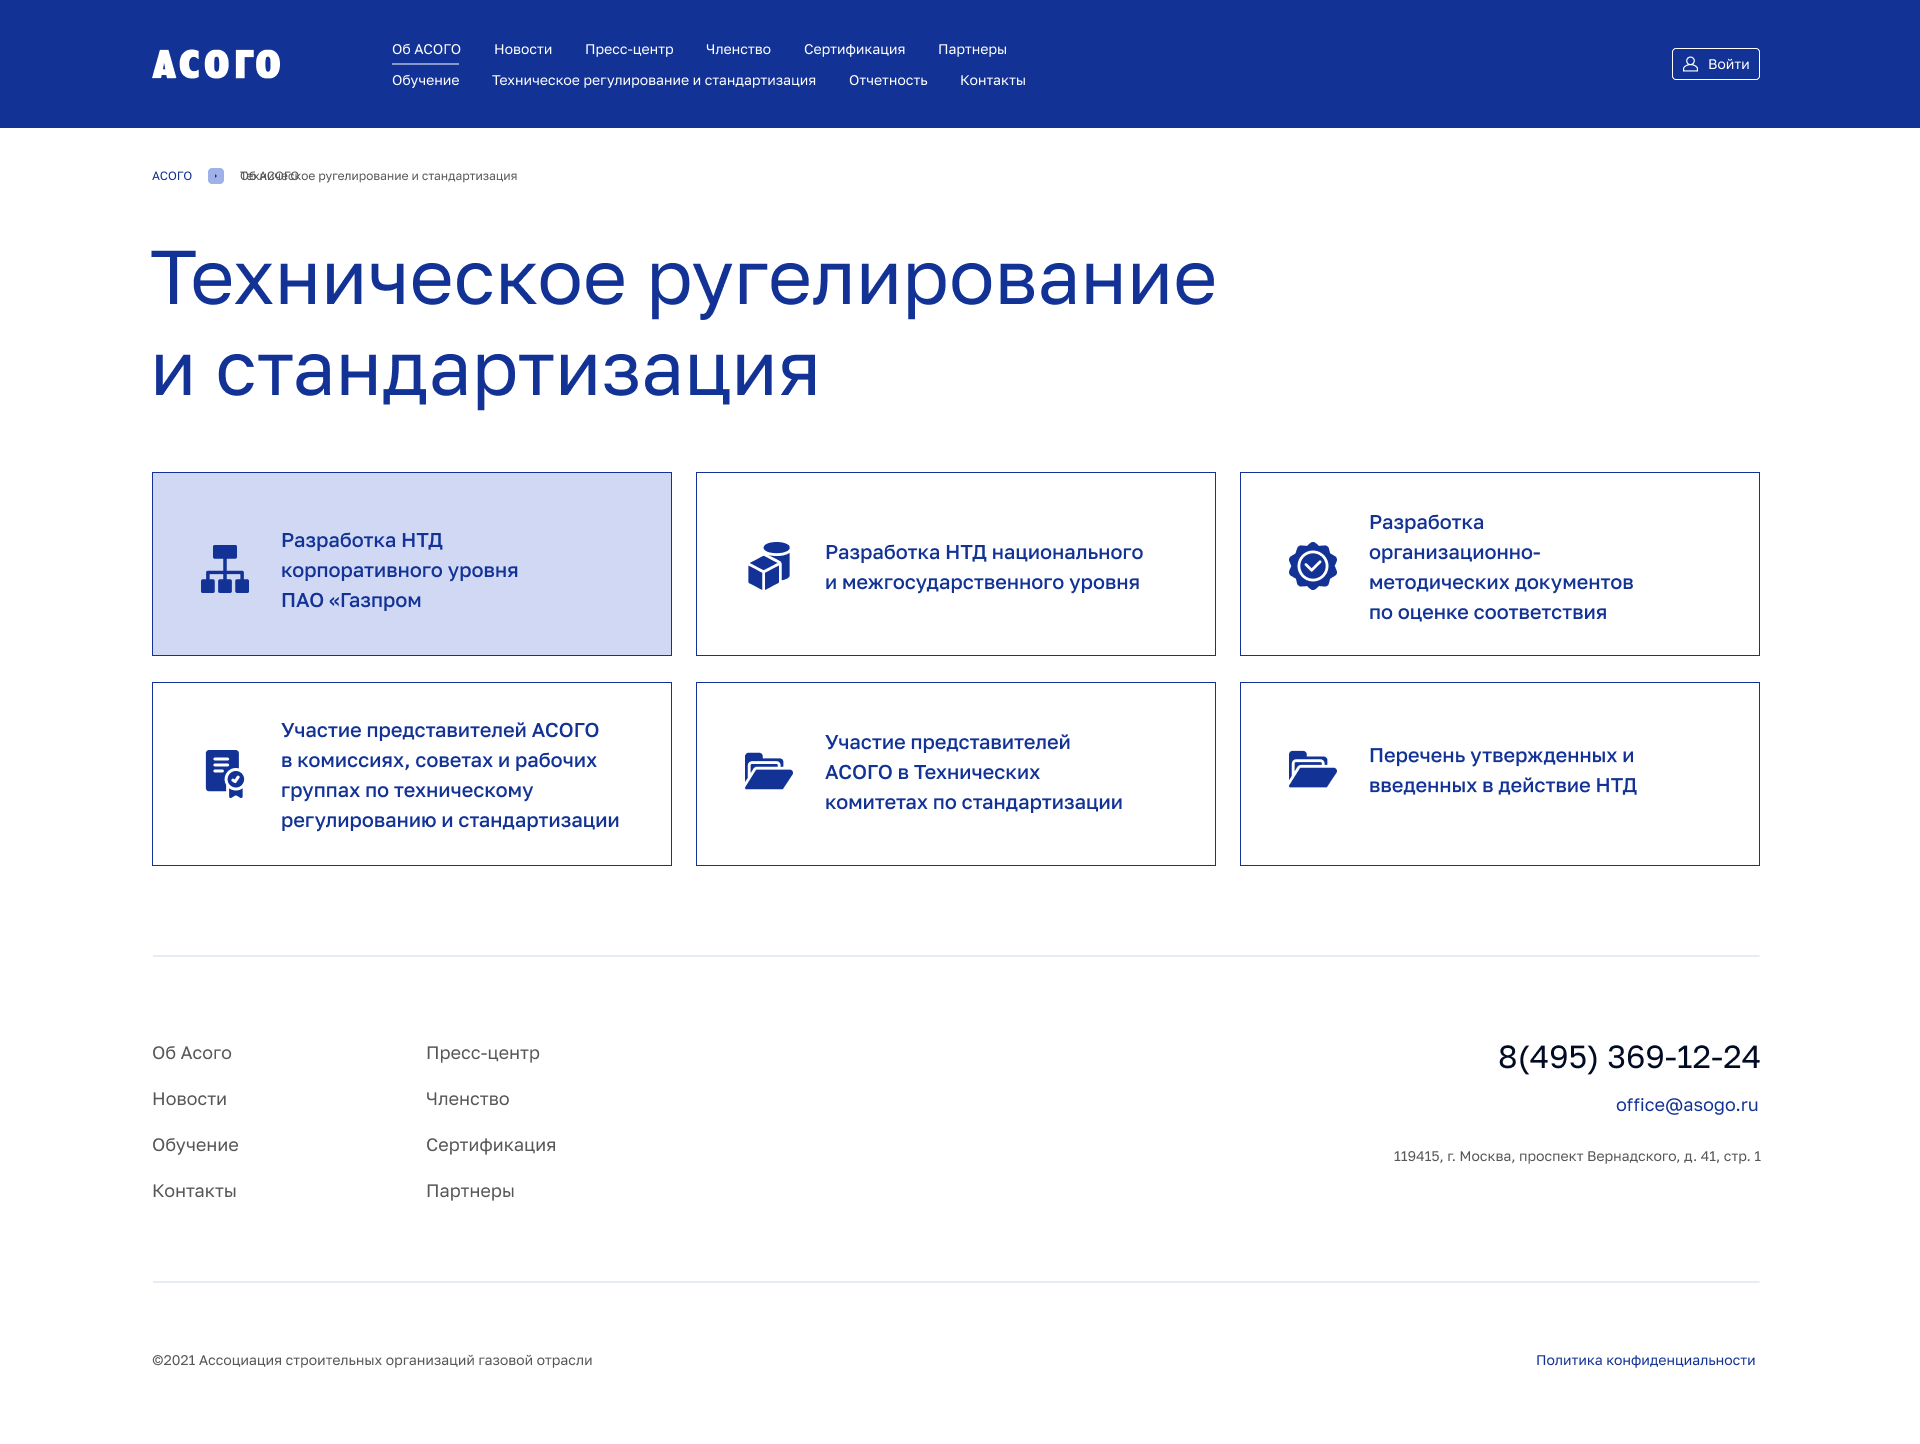 АСОГО
Об АСОГО Новости Пресс-центр Членство Сертификация Партнеры
Обучение Техническое регулирование и стандартизация Отчетность Контакты
Войти
АСОГО
Об АСОГО
Техническое ругелирование и стандартизация
Техническое ругелирование
и стандартизация
Разработка НТД
корпоративного уровня
ПАО «Газпром
Разработка НТД национального
и межгосударственного уровня
Разработка
организационно-
методических документов
по оценке соответствия
Участие представителей АСОГО
в комиссиях, советах и рабочих
группах по техническому
регулированию и стандартизации
Участие представителей
АСОГО в Технических
комитетах по стандартизации
Перечень утвержденных и
введенных в действие НТД
Об Асого
Новости
Обучение
Контакты
Пресс-центр
Членство
Сертификация
Партнеры
8(495) 369-12-24
office@asogo.ru
119415, г. Москва, проспект Вернадского, д. 41, стр. 1
©2021 Ассоциация строительных организаций газовой отрасли
Политика конфиденциальности